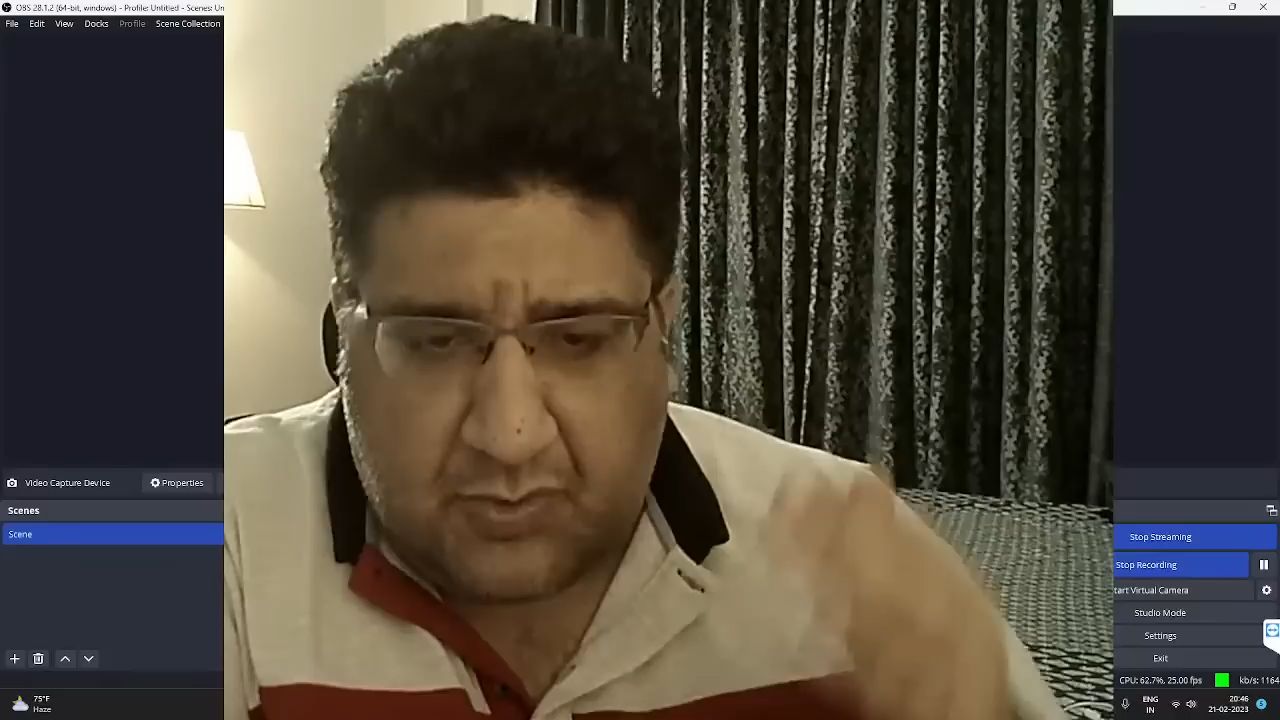 OBS 28.1.2 (64-bit, windows) - Profile Untitled - Scenes Un
File Edit View Docks Profile Scene Collection
Video Capture Device Properties
Scenes
Scene
Stop Streaming
Stop Recording
tart Virtual Camera
Studio Mode
Settings
Exit
CPU: 62.7%, 25.00 fps kb/s: 1164
75°F
Haze
ENG
IN
20:46
21-02-2023
5